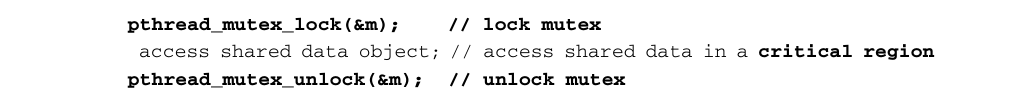 pthread_mutex_lock(&m);    // lock mutex
 access shared data object; // access shared data in a critical region
pthread_mutex_unlock(&m);  // unlock mutex